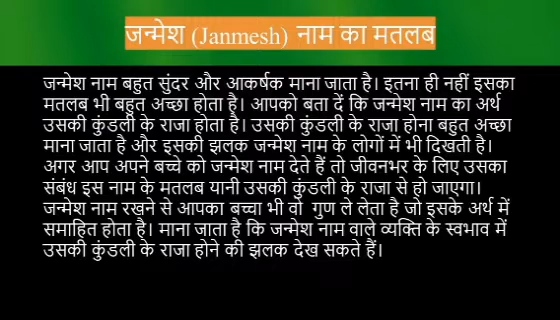 जन्मेश (Janmesh) नाम का मतलब
जन्मेश नाम बहुत सुंदर और आकर्षक माना जाता है। इतना ही नहीं इसका
मतलब भी बहुत अच्छा होता है। आपको बता दें कि जन्मेश नाम का अर्थ
उसकी कुंडली के राजा होता है। उसकी कुंडली के राजा होना बहुत अच्छा
माना जाता है और इसकी झलक जन्मेश नाम के लोगों में भी दिखती है।
अगर आप अपने बच्चे को जन्मेश नाम देते हैं तो जीवनभर के लिए उसका
संबंध इस नाम के मतलब यानी उसकी कुंडली के राजा से हो जाएगा।
जन्मेश नाम रखने से आपका बच्चा भी वो गुण ले लेता है जो इसके अर्थ में
समाहित होता है। माना जाता है कि जन्मेश नाम वाले व्यक्ति के स्वभाव में
उसकी कुंडली के राजा होने की झलक देख सकते हैं।